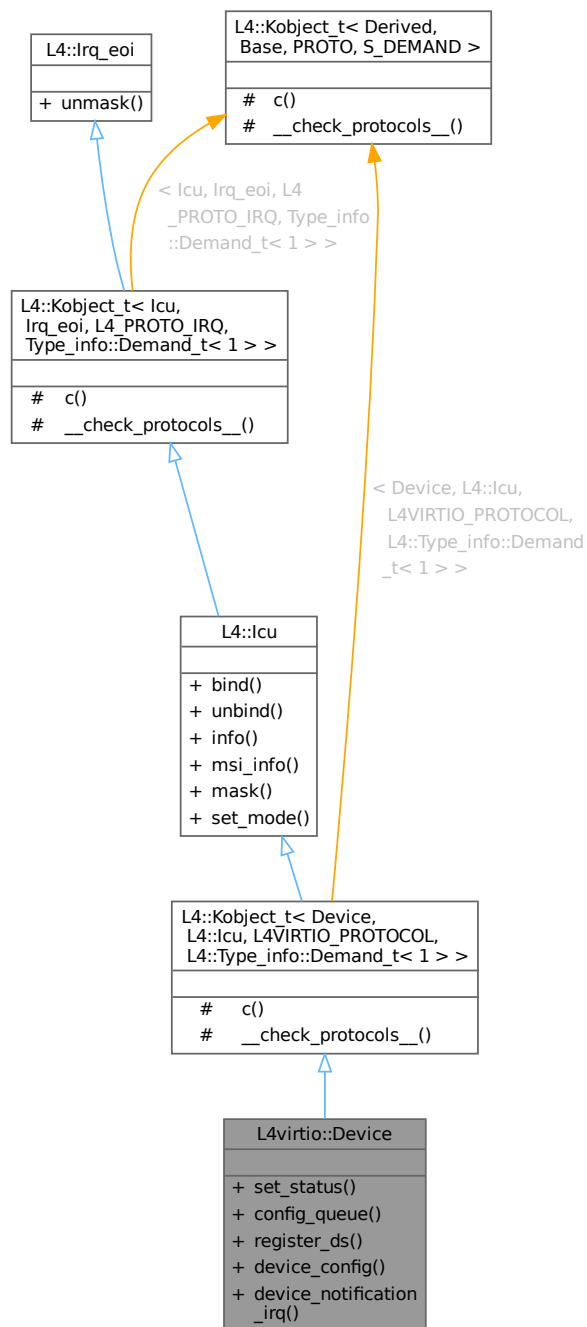 L4::Irq_eoi
+ unmask()
L4::Kobject_t< Derived,
Base, PROTO, S_DEMAND >
# c()
# __check_protocols__()
< Icu, Irq_eoi, L4
_PROTO_IRQ, Type_info
::Demand_t< 1 > >
L4::Kobject_t< Icu,
Irq_eoi, L4_PROTO_IRQ,
Type_info::Demand_t< 1 > >
# c()
# __check_protocols__()
< Device, L4::Icu,
L4VIRTIO_PROTOCOL,
L4::Type_info::Demand
_t< 1 > >
L4::Icu
+ bind()
+ unbind()
+ info()
+ msi_info()
+ mask()
+ set_mode()
L4::Kobject_t< Device,
L4::Icu, L4VIRTIO_PROTOCOL,
L4::Type_info::Demand_t< 1 > >
# c()
# __check_protocols__()
L4virtio::Device
+ set_status()
+ config_queue()
+ register_ds()
+ device_config()
+ device_notification
_irq()